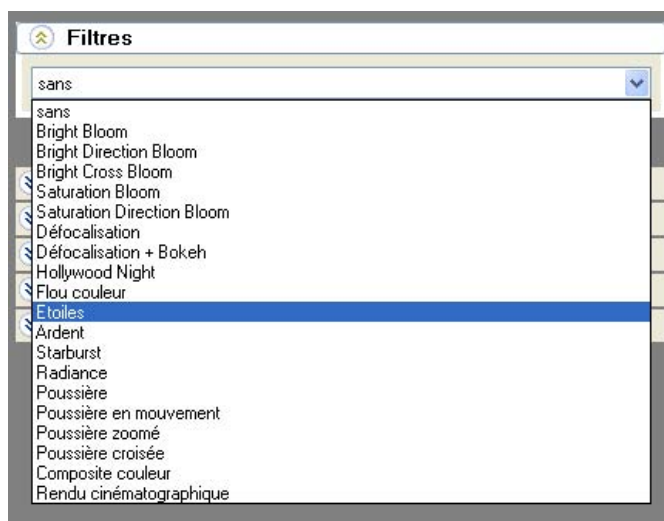 Filtres
sans
sans
Bright Bloom
Bright Direction Bloom
Bright Cross Bloom
Saturation Bloom
Saturation Direction Bloom
Défocalisation
Défocalisation + Bokeh
Hollywood Night
Flou couleur
Etoiles
Ardent
Starburst
Radiance
Poussière
Poussière en mouvement
Poussière zoomé
Poussière croisée
Composite couleur
Rendu cinématographique